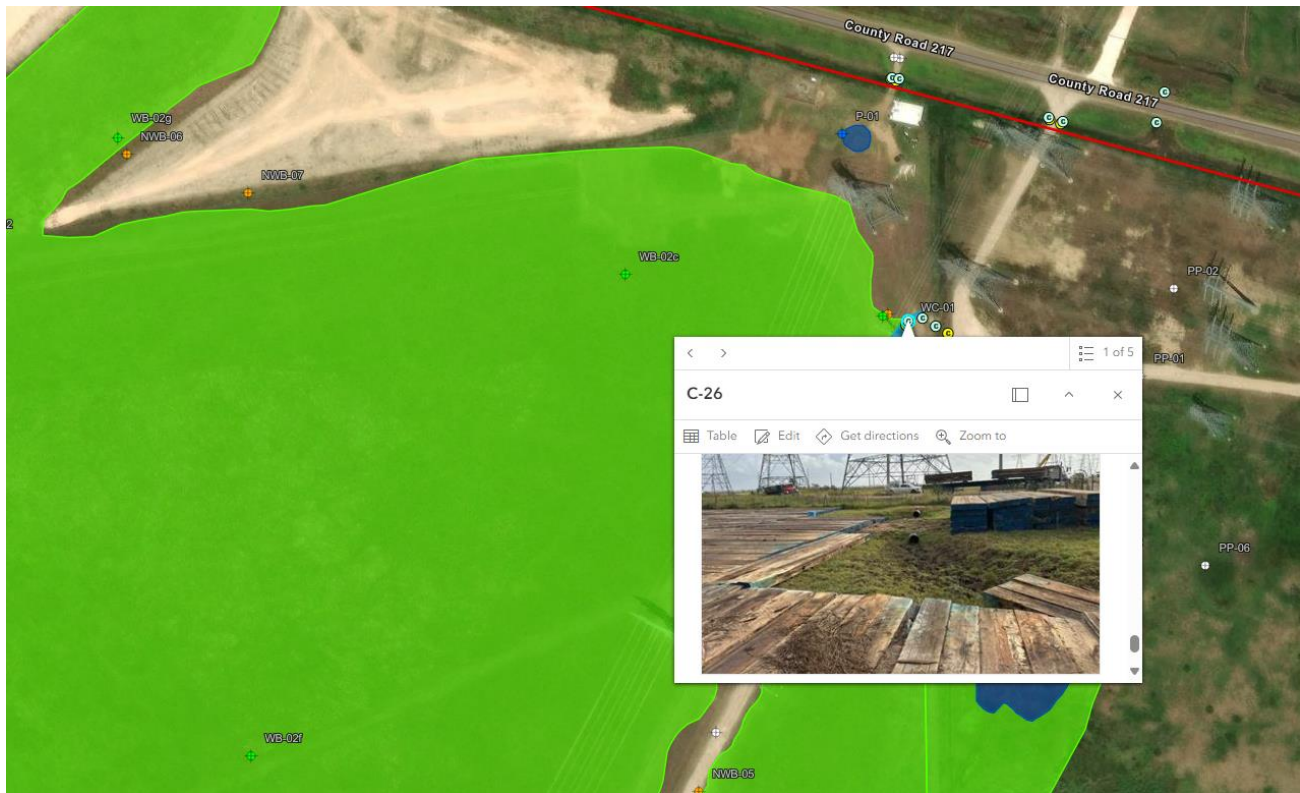 County Road 217
County Road 217
WB-02g
NWB-06
P-01
NWB-07
2
WB-02c
PP-02
WC-01
1 of 5
PP-01
C-26
Table
Edit
Get directions
Zoom to
PP-06
WB-02f
NWB-05